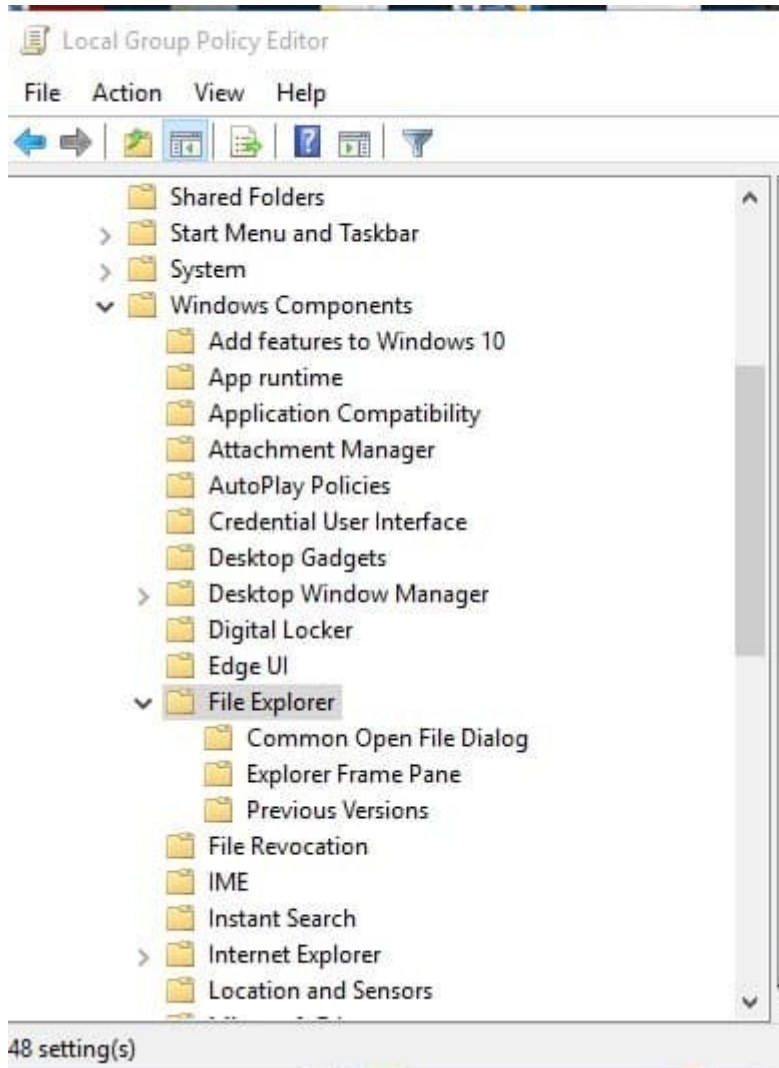 Local Group Policy Editor
File Action View Help
Shared Folders
Start Menu and Taskbar
System
Windows Components
Add features to Windows 10
App runtime
Application Compatibility
Attachment Manager
AutoPlay Policies
Credential User Interface
Desktop Gadgets
Desktop Window Manager
Digital Locker
Edge UI
File Explorer
Common Open File Dialog
Explorer Frame Pane
Previous Versions
File Revocation
IME
Instant Search
Internet Explorer
Location and Sensors
48 setting(s)